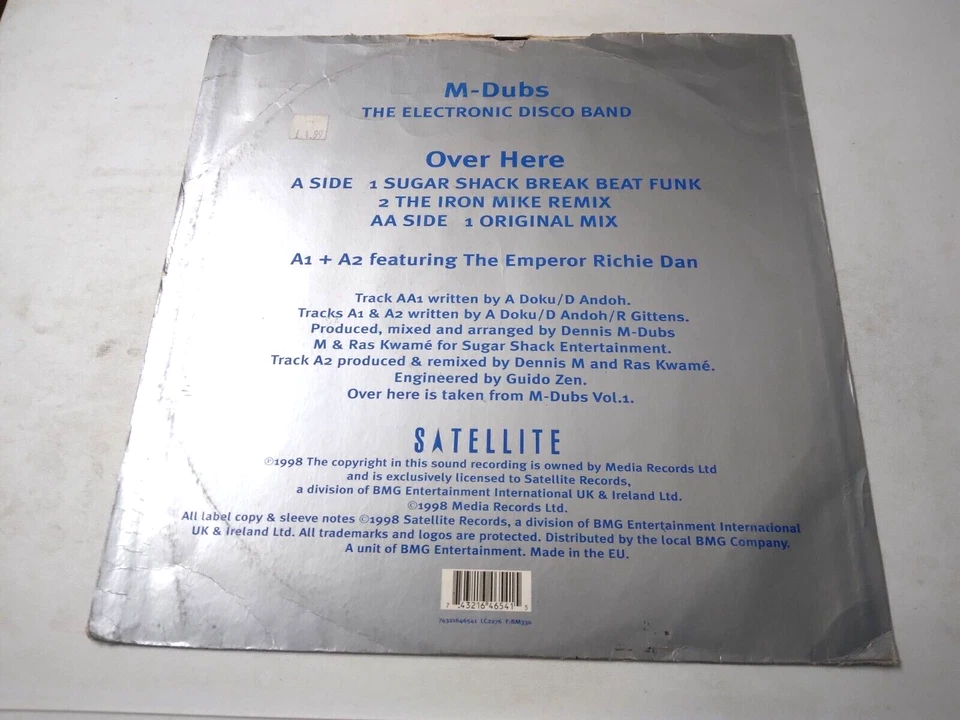 M-Dubs
THE ELECTRONIC DISCO BAND
Over Here
A SIDE 1 SUGAR SHACK BREAK BEAT FUNK
2 THE IRON MIKE REMIX
AA SIDE 1 ORIGINAL MIX
A1 + A2 featuring The Emperor Richie Dan
Track AA1 written by A Doku/D Andoh.
Tracks A1 & A2 written by A Doku/D Andoh/R Gittens.
Produced, mixed and arranged by Dennis M-Dubs
M & Ras Kwamé for Sugar Shack Entertainment.
Track A2 produced & remixed by Dennis M and Ras Kwamé.
Engineered by Guido Zen.
Over here is taken from M-Dubs Vol.1.
SATELLITE
℗1998 The copyright in this sound recording is owned by Media Records Ltd
and is exclusively licensed to Satellite Records,
a division of BMG Entertainment International UK & Ireland Ltd.
©1998 Media Records Ltd.
All label copy & sleeve notes ©1998 Satellite Records, a division of BMG Entertainment International
UK & Ireland Ltd. All trademarks and logos are protected. Distributed by the local BMG Company.
A unit of BMG Entertainment. Made in the EU.
7 43216 46541 5
74321646541 LC2276